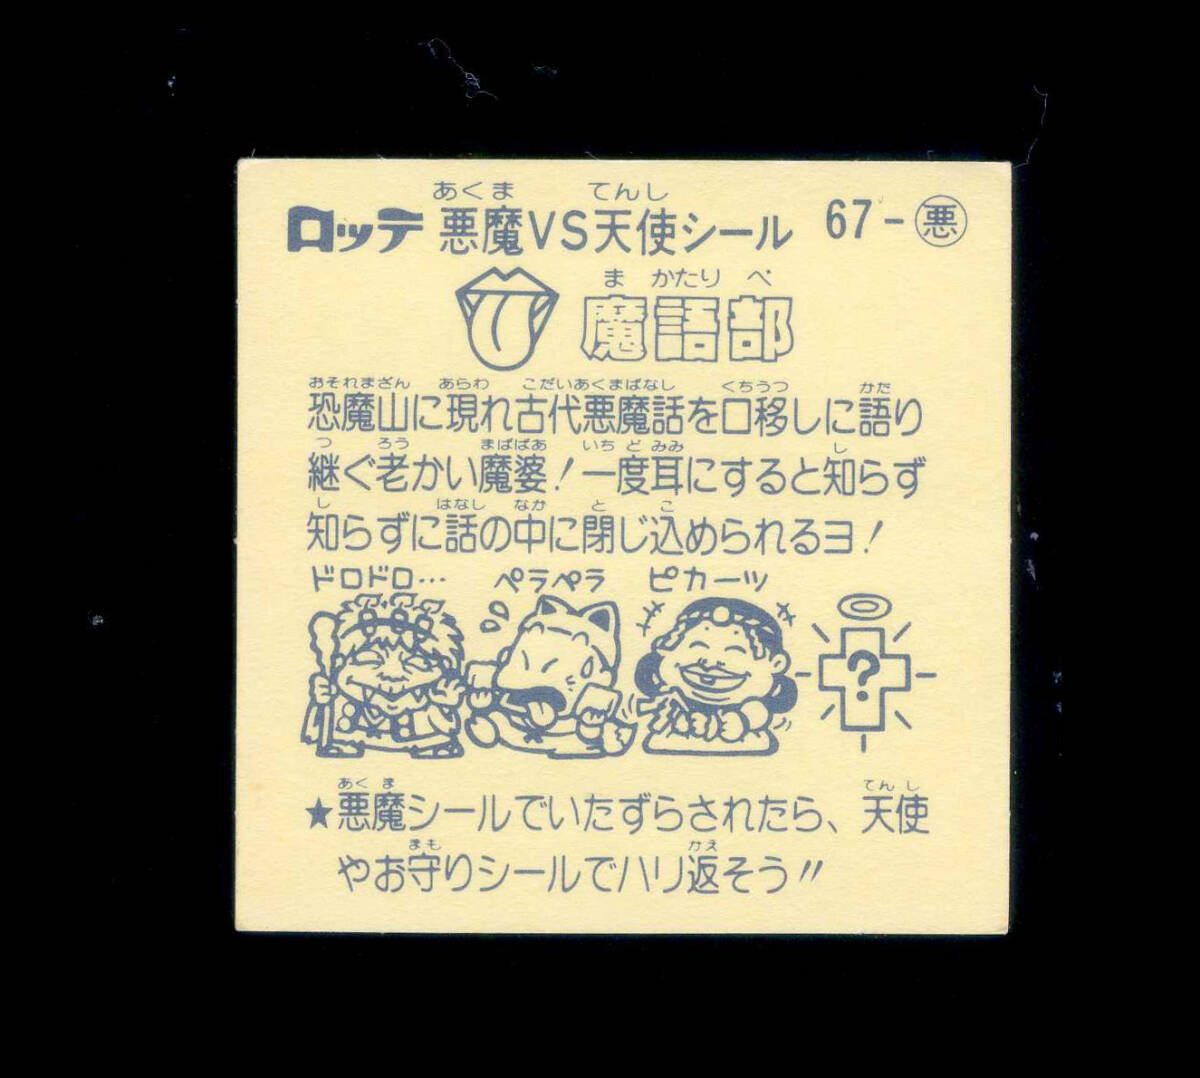 あくま てんし
ロッテ 悪魔VS天使シール 67-悪
ま かたり べ
魔語部
おそれまざん あらわ こだいあくまばなし くちうつ かた
恐魔山に現れ古代悪魔話を口移しに語り
つ ろう まばばあ いち ど みみ し
継ぐ老かい魔婆!一度耳にすると知らず
し はなし なか と こ
知らずに話の中に閉じ込められるヨ!
ドロドロ… ペラペラ ピカーッ
?
あく ま てん し
★悪魔シールでいたずらされたら、天使
まも かえ
やお守りシールでハリ返そう!!